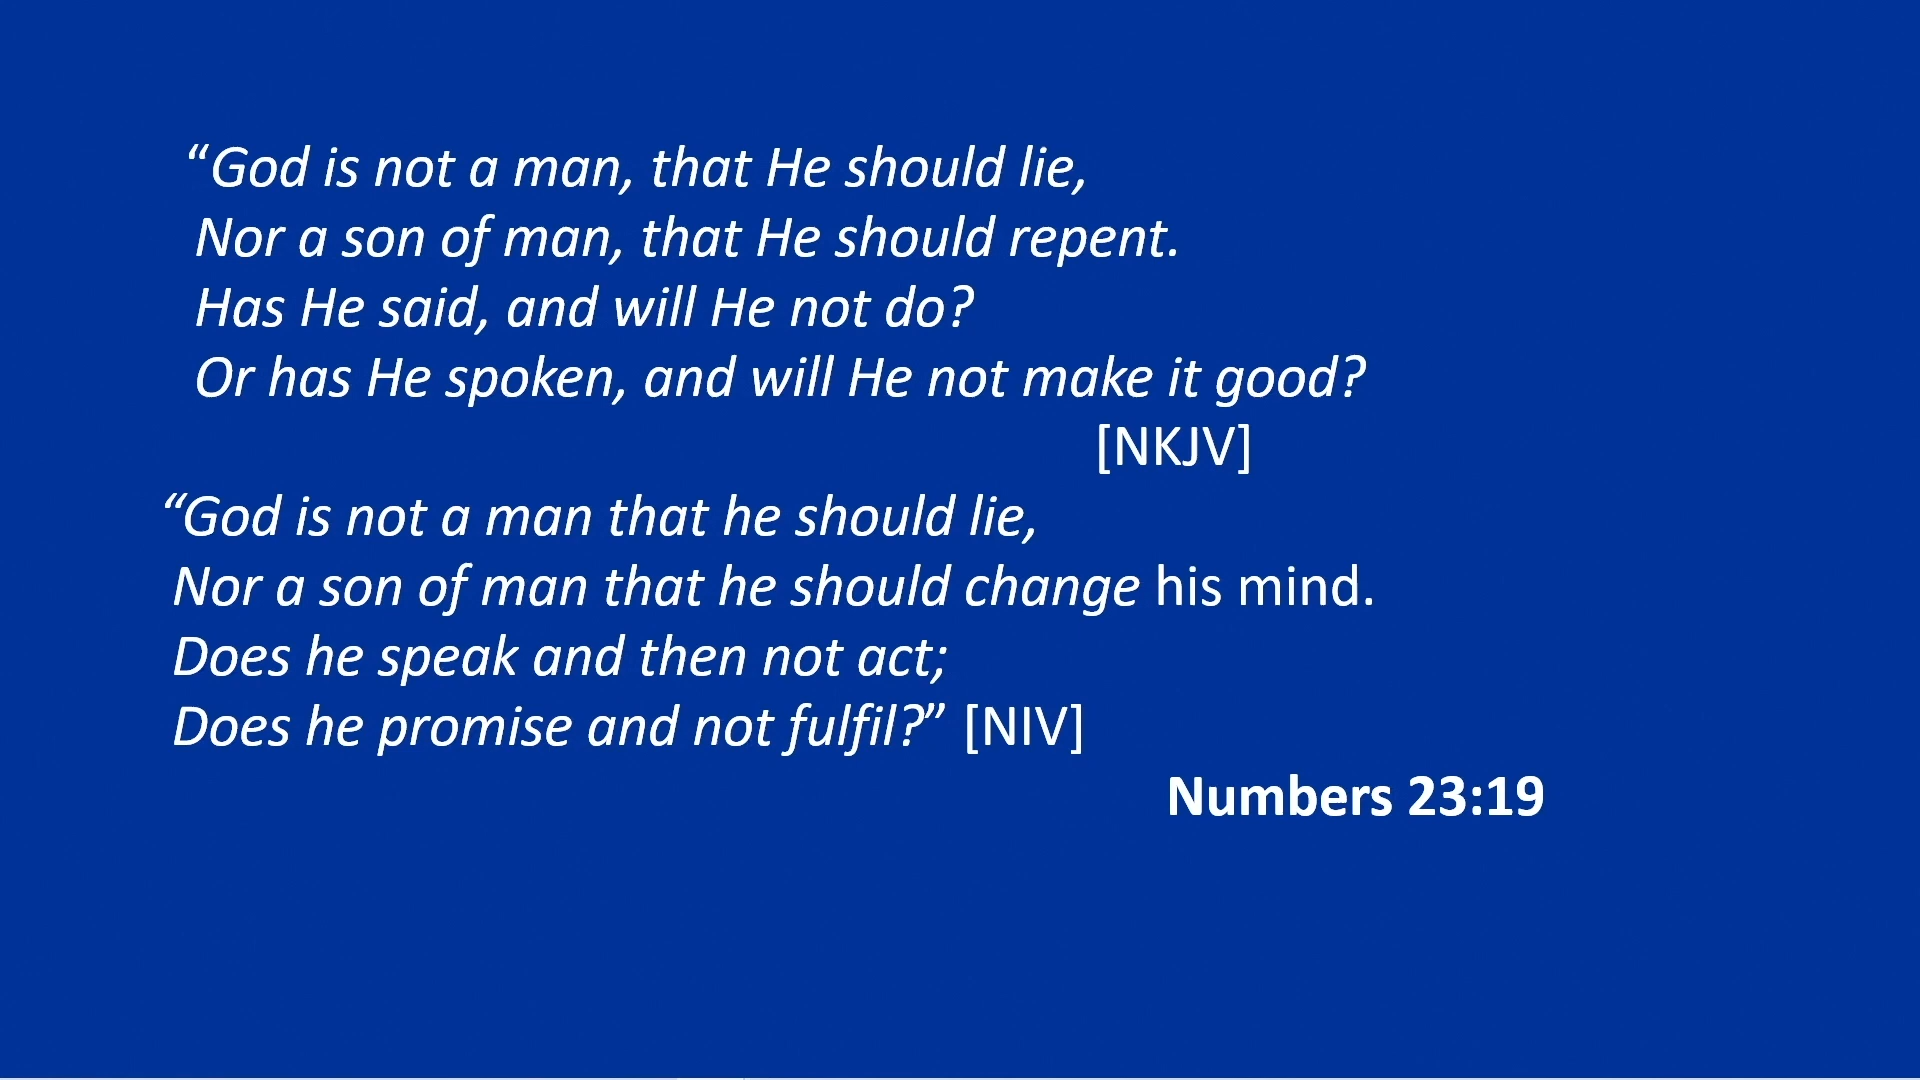 “God is not a man, that He should lie,
Nor a son of man, that He should repent.
Has He said, and will He not do?
Or has He spoken, and will He not make it good?
[NKJV]
“God is not a man that he should lie,
Nor a son of man that he should change his mind.
Does he speak and then not act;
Does he promise and not fulfil?” [NIV]
Numbers 23:19